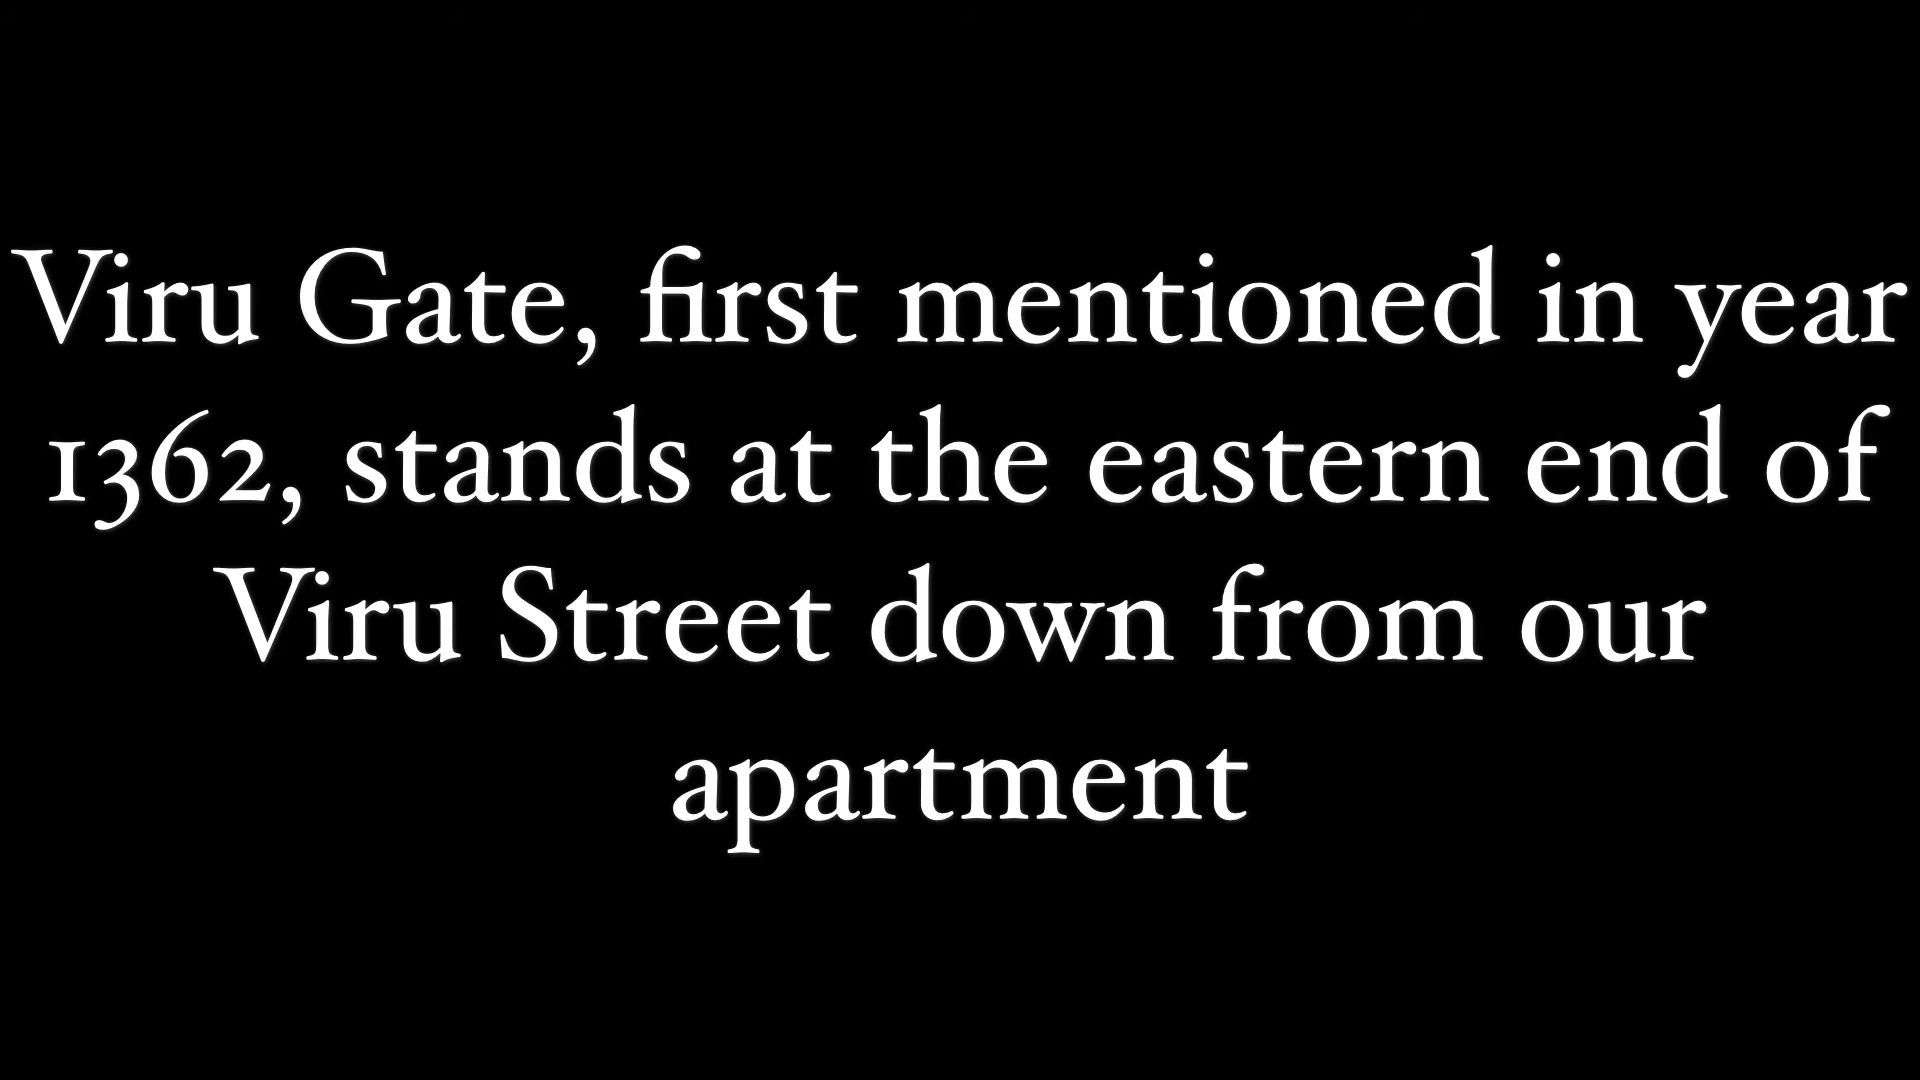 Viru Gate, first mentioned in year
1362, stands at the eastern end of
Viru Street down from our
apartment